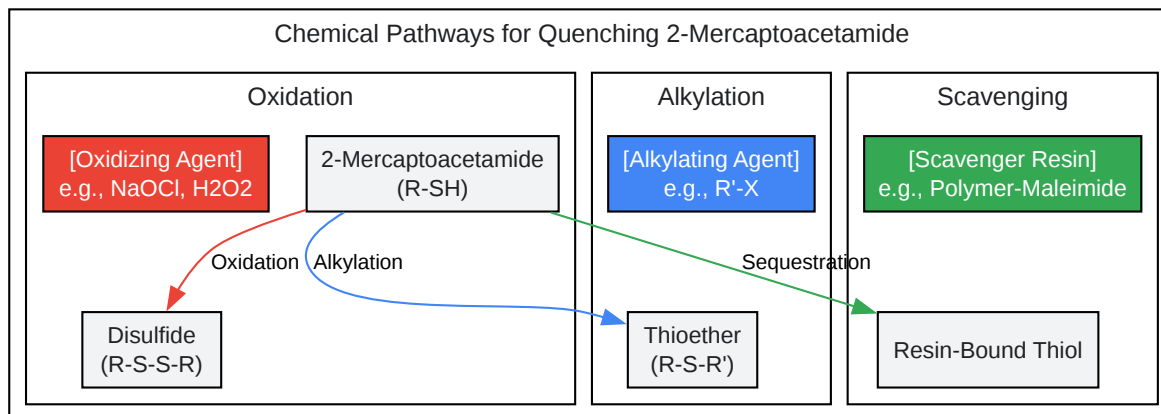 Chemical Pathways for Quenching 2-Mercaptoacetamide
Oxidation
[Oxidizing Agent]
e.g., NaOCl, H2O2
2-Mercaptoacetamide
(R-SH)
Oxidation
Disulfide
(R-S-S-R)
Alkylation
Alkylation
[Alkylating Agent]
e.g., R'-X
Thioether
(R-S-R')
Scavenging
[Scavenger Resin]
e.g., Polymer-Maleimide
Sequestration
Resin-Bound Thiol